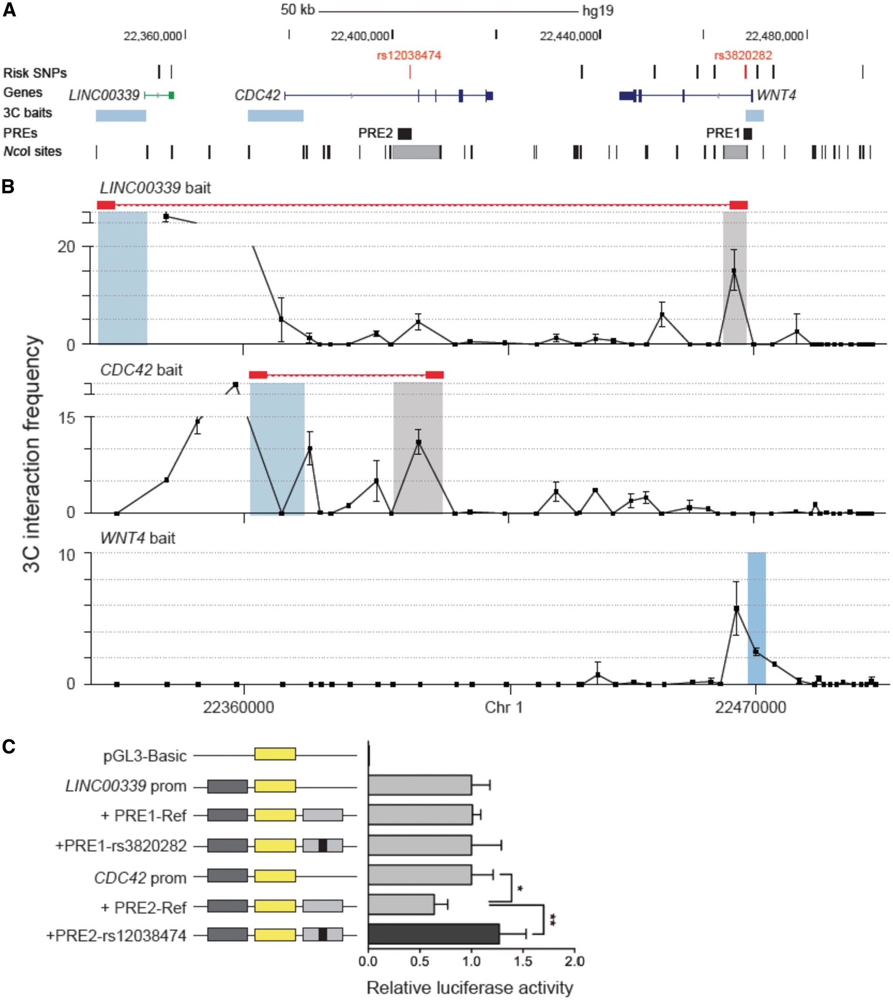 A
50 kb hg19
22,360,000 22,400,000 22,440,000 22,480,000
rs12038474 rs3820282
Risk SNPs
Genes LINC00339 CDC42 WNT4
3C baits
PREs PRE2 PRE1
NcoI sites
B
LINC00339 bait
20
0
CDC42 bait
15
0
WNT4 bait
10
0
3C interaction frequency
22360000 Chr 1 22470000
C
pGL3-Basic
LINC00339 prom
+ PRE1-Ref
+PRE1-rs3820282
CDC42 prom
*
+ PRE2-Ref
**
+PRE2-rs12038474
0.0 0.5 1.0 1.5 2.0
Relative luciferase activity